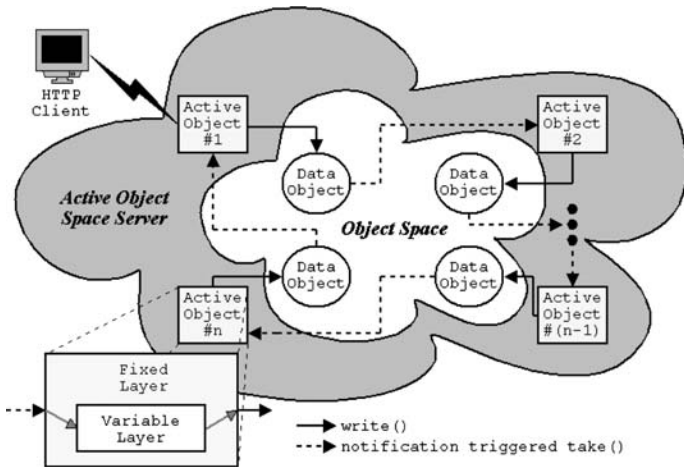 HTTP
Client
Active
Object
#1
Active
Object
#2
Data
Object
Data
Object
Active Object
Space Server
Object Space
Data
Object
Data
Object
Active
Object
#n
Active
Object
#(n-1)
Fixed
Layer
Variable
Layer
write()
notification triggered take()